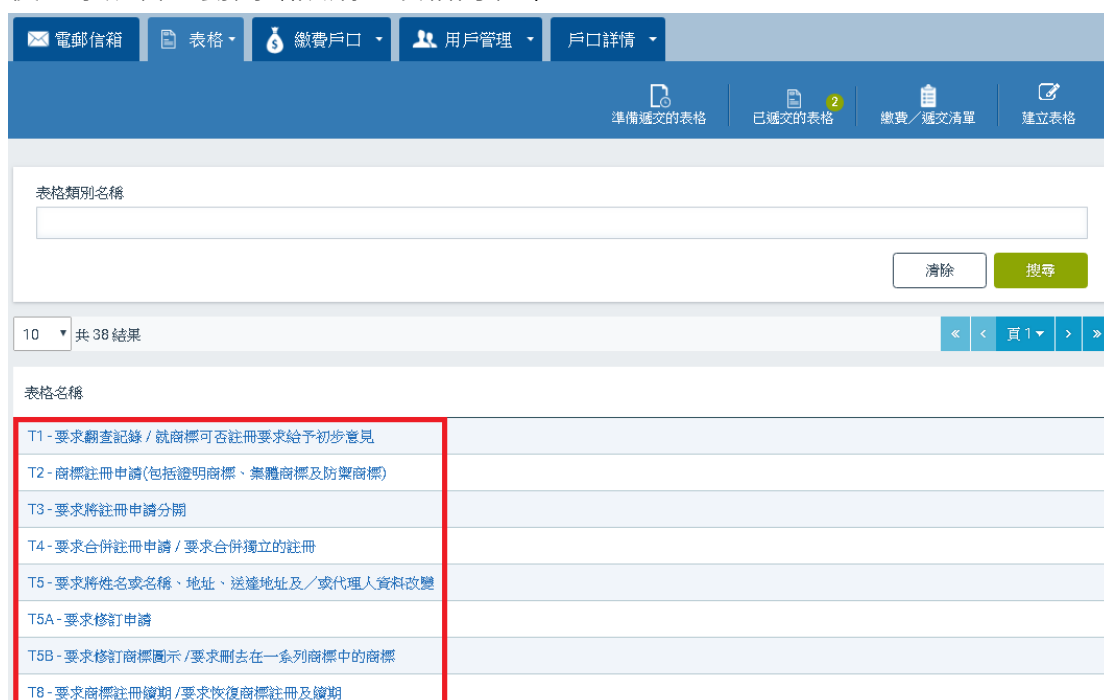 電郵信箱 表格 繳費戶口 用戶管理 戶口詳情
準備遞交的表格 已遞交的表格 2 繳費／遞交清單 建立表格
表格類別名稱
清除 搜尋
10 共 38 結果 « ‹ 頁 1 › »
表格名稱
T1 - 要求翻查記錄 / 就商標可否註冊要求給予初步意見
T2 - 商標註冊申請(包括證明商標、集體商標及防禦商標)
T3 - 要求將註冊申請分開
T4 - 要求合併註冊申請 / 要求合併獨立的註冊
T5 - 要求將姓名或名稱、地址、送達地址及／或代理人資料改變
T5A - 要求修訂申請
T5B - 要求修訂商標圖示 /要求刪去在一系列商標中的商標
T8 - 要求商標註冊續期 /要求恢復商標註冊及續期